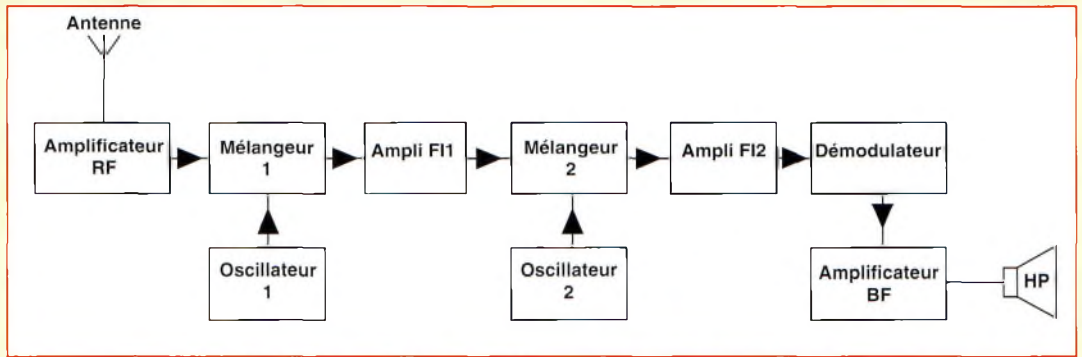 Antenne
Amplificateur
RF
Mélangeur
1
Ampli FI1
Mélangeur
2
Ampli FI2
Démodulateur
Oscillateur
1
Oscillateur
2
Amplificateur
BF
HP